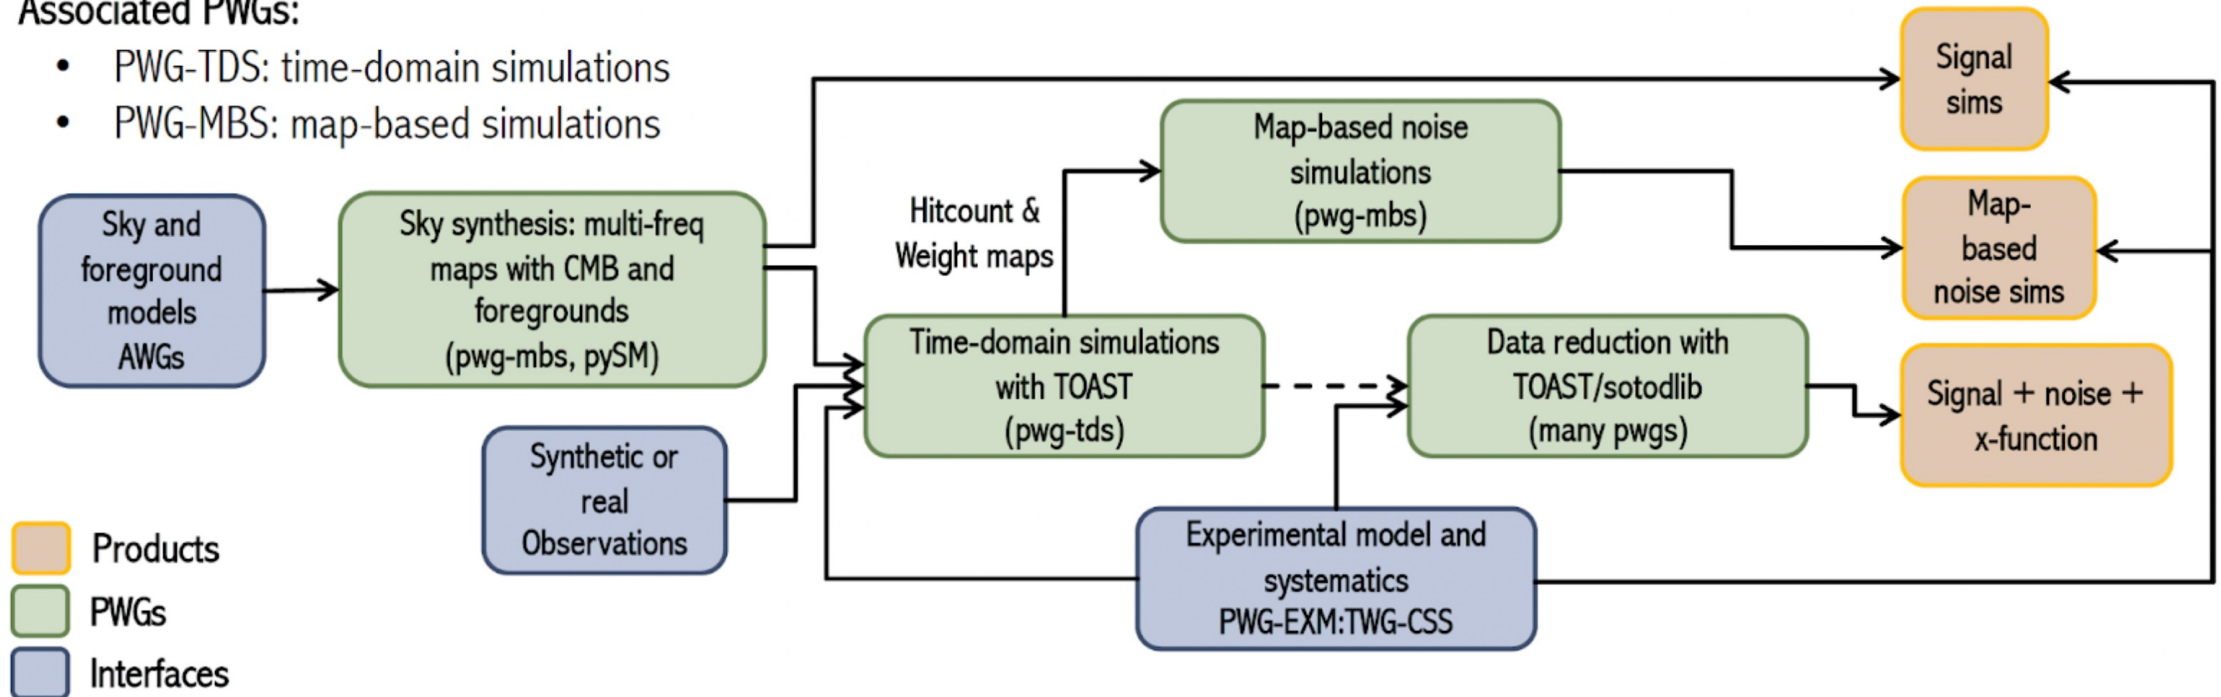 Associated PWGs:
• PWG-TDS: time-domain simulations
• PWG-MBS: map-based simulations
Sky and
foreground
models
AWGs
Sky synthesis: multi-freq
maps with CMB and
foregrounds
(pwg-mbs, pySM)
Synthetic or
real
Observations
Hitcount &
Weight maps
Map-based noise
simulations
(pwg-mbs)
Time-domain simulations
with TOAST
(pwg-tds)
Data reduction with
TOAST/sotodlib
(many pwgs)
Experimental model and
systematics
PWG-EXM:TWG-CSS
Signal
sims
Map-
based
noise sims
Signal + noise +
x-function
Products
PWGs
Interfaces